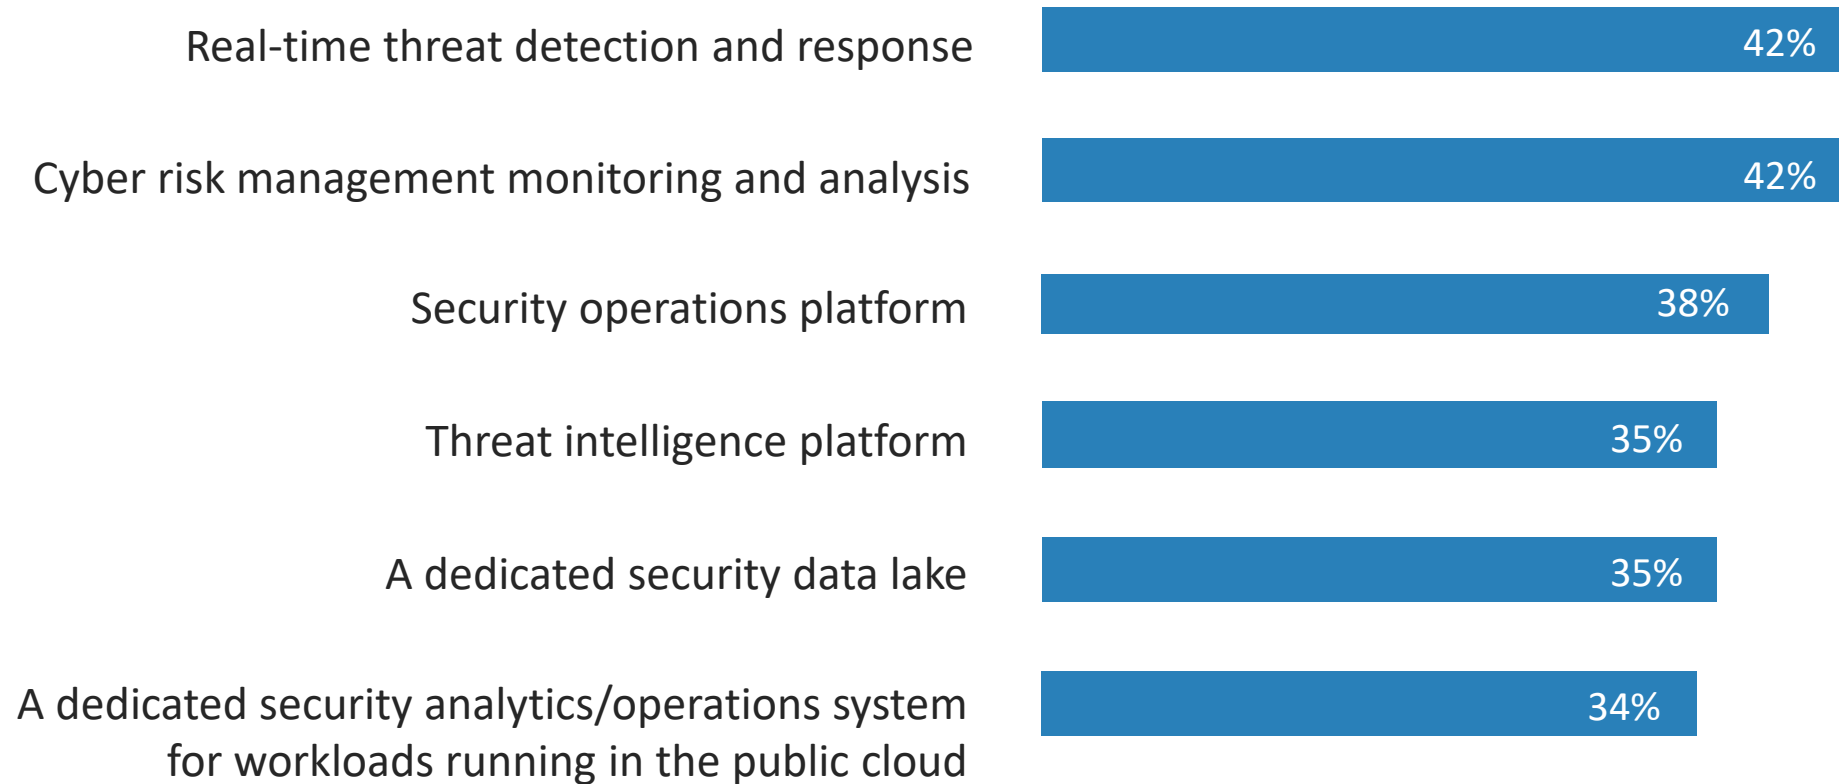 Real-time threat detection and response 42%
Cyber risk management monitoring and analysis 42%
Security operations platform 38%
Threat intelligence platform 35%
A dedicated security data lake 35%
A dedicated security analytics/operations system
for workloads running in the public cloud 34%